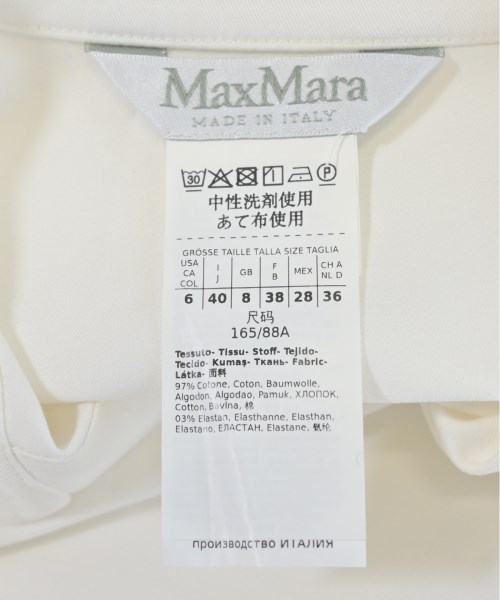 MaxMara
MADE IN ITALY
30 P
中性洗剤使用
あて布使用
GRÖSSE TAILLE TALLA SIZE TAGLIA
USA CA COL I J GB F B MEX CH A NL D
6 40 8 38 28 36
尺码
165/88A
Tessuto- Tissu- Stoff- Tejido-
Tecido- Kumaş- Ткань- Fabric-
Látka- 面料
97% Cotone, Coton, Baumwolle,
Algodon, Algodao, Pamuk, ХЛОПОК,
Cotton, Bavlna, 棉
03% Elastan, Elasthanne, Elasthan,
Elastano, ЕЛАСТАН, Elastane, 氨纶
производство ИТАЛИЯ